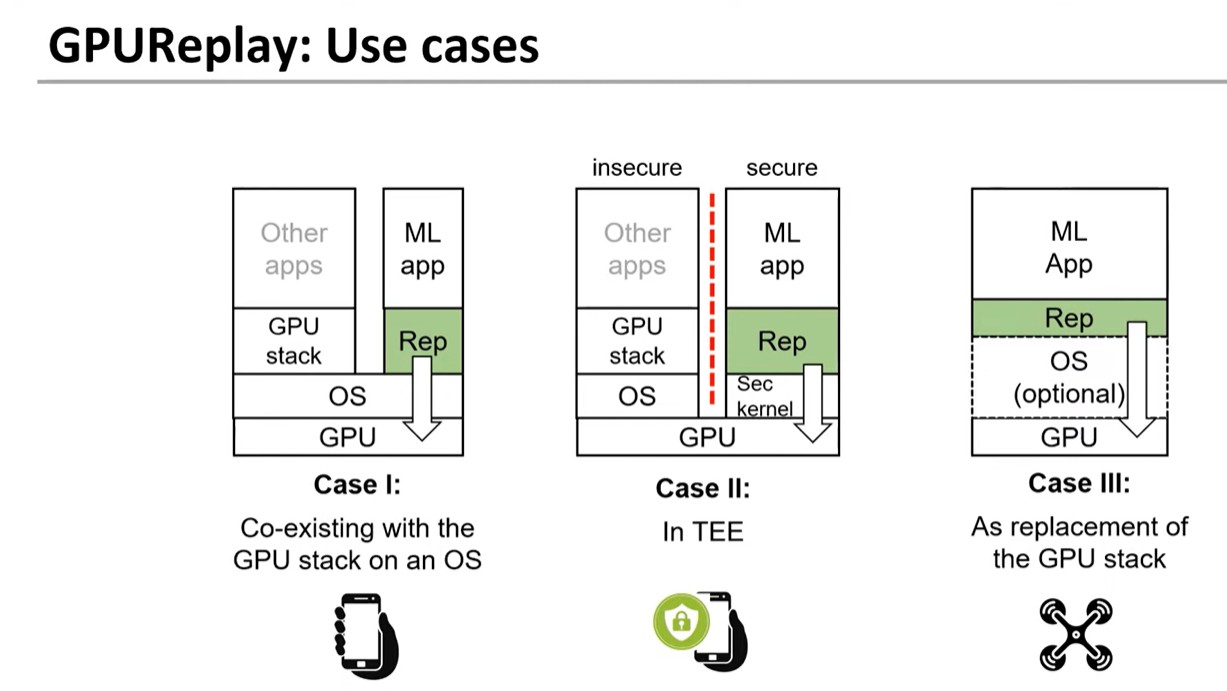 GPUReplay: Use cases
Other
apps
ML
app
GPU
stack
Rep
OS
GPU
Case I:
Co-existing with the
GPU stack on an OS
insecure
secure
Other
apps
ML
app
GPU
stack
Rep
OS
Sec
kernel
GPU
Case II:
In TEE
ML
App
Rep
OS
(optional)
GPU
Case III:
As replacement of
the GPU stack